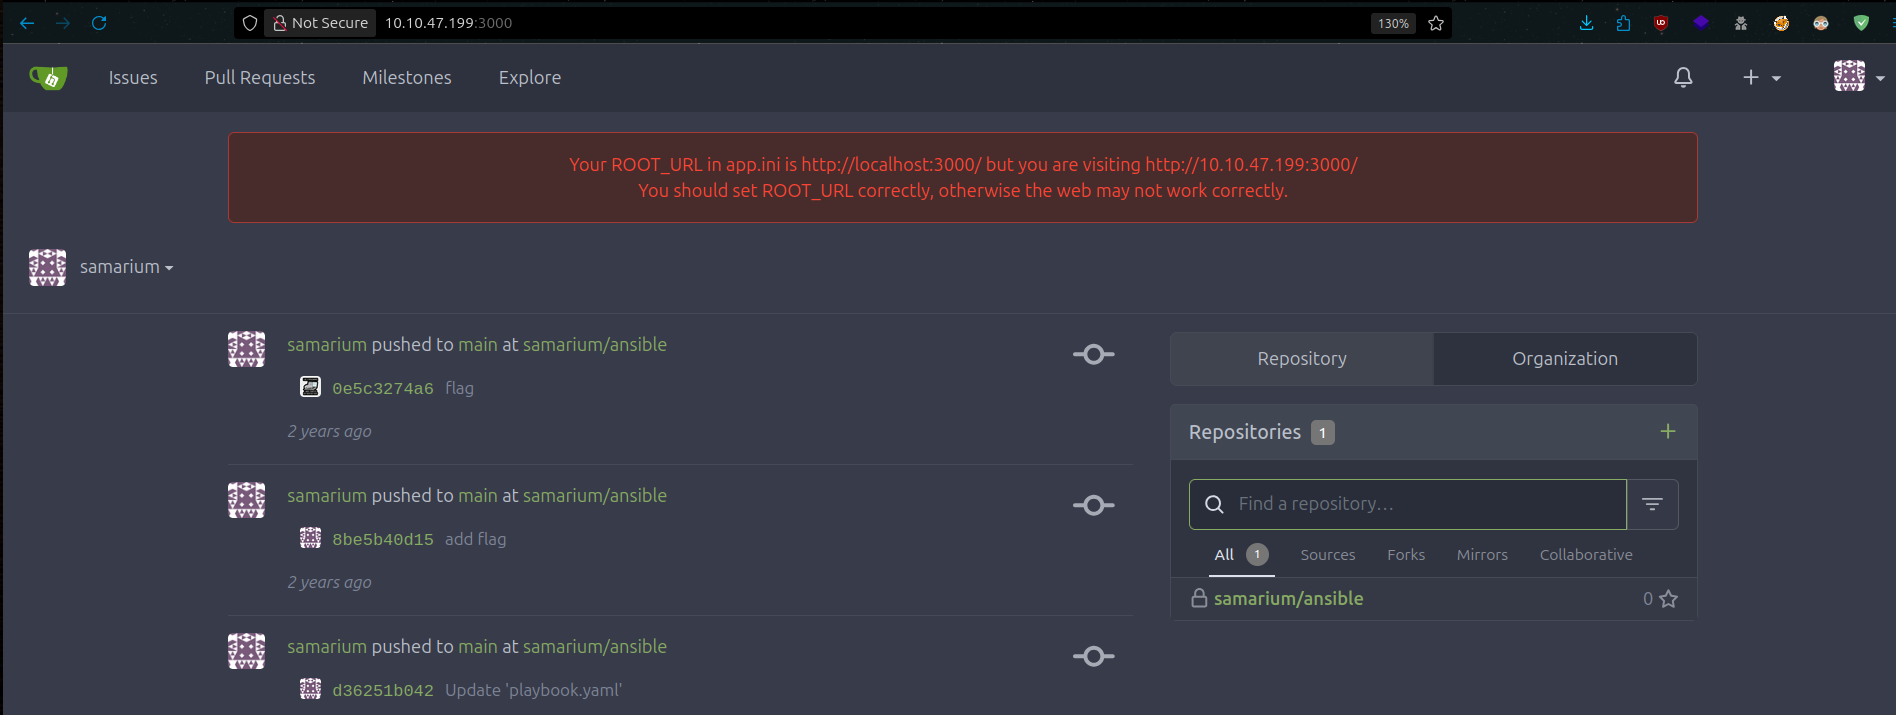 Not Secure 10.10.47.199:3000 130%
Issues Pull Requests Milestones Explore
Your ROOT_URL in app.ini is http://localhost:3000/ but you are visiting http://10.10.47.199:3000/
You should set ROOT_URL correctly, otherwise the web may not work correctly.
samarium
samarium pushed to main at samarium/ansible
0e5c3274a6 flag
2 years ago
samarium pushed to main at samarium/ansible
8be5b40d15 add flag
2 years ago
samarium pushed to main at samarium/ansible
d36251b042 Update 'playbook.yaml'
Repository Organization
Repositories 1
Find a repository...
All 1 Sources Forks Mirrors Collaborative
samarium/ansible 0